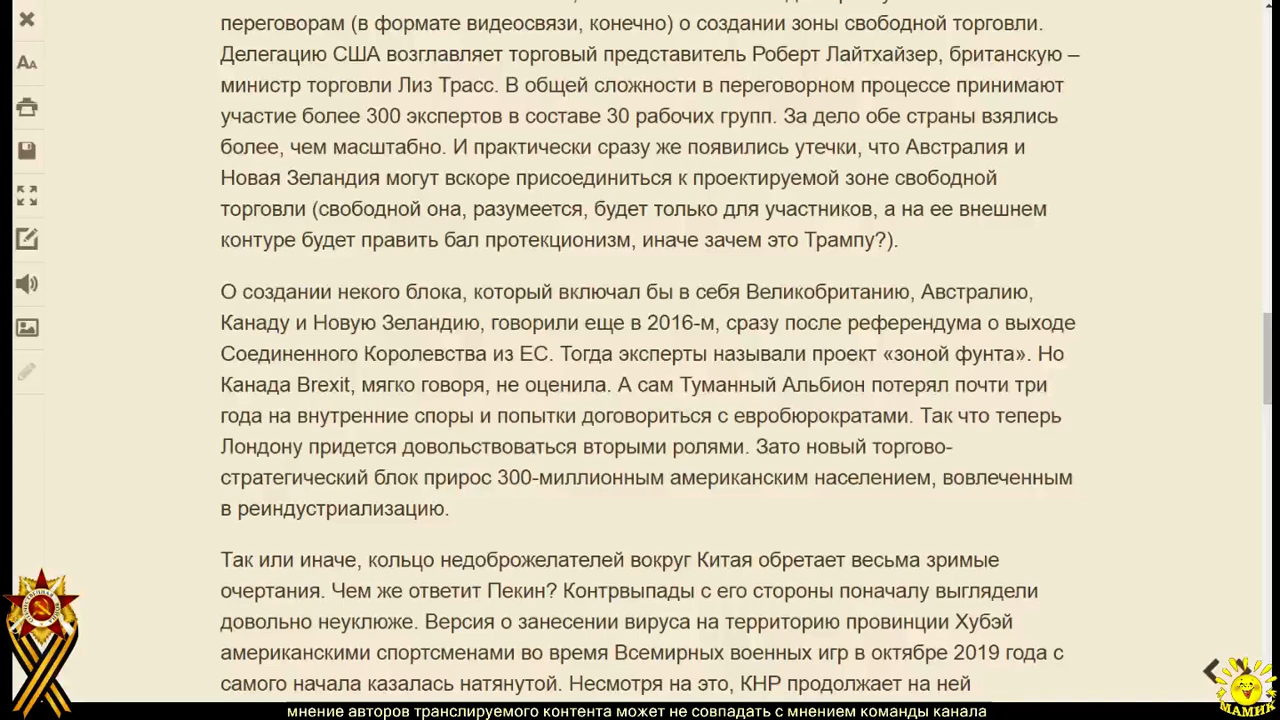 переговорам (в формате видеосвязи, конечно) о создании зоны свободной торговли.
Делегацию США возглавляет торговый представитель Роберт Лайтхайзер, британскую –
министр торговли Лиз Трасс. В общей сложности в переговорном процессе принимают
участие более 300 экспертов в составе 30 рабочих групп. За дело обе страны взялись
более, чем масштабно. И практически сразу же появились утечки, что Австралия и
Новая Зеландия могут вскоре присоединиться к проектируемой зоне свободной
торговли (свободной она, разумеется, будет только для участников, а на ее внешнем
контуре будет править бал протекционизм, иначе зачем это Трампу?).
О создании некого блока, который включал бы в себя Великобританию, Австралию,
Канаду и Новую Зеландию, говорили еще в 2016-м, сразу после референдума о выходе
Соединенного Королевства из ЕС. Тогда эксперты называли проект «зоной фунта». Но
Канада Brexit, мягко говоря, не оценила. А сам Туманный Альбион потерял почти три
года на внутренние споры и попытки договориться с евробюрократами. Так что теперь
Лондону придется довольствоваться вторыми ролями. Зато новый торгово-
стратегический блок прирос 300-миллионным американским населением, вовлеченным
в реиндустриализацию.
Так или иначе, кольцо недоброжелателей вокруг Китая обретает весьма зримые
очертания. Чем же ответит Пекин? Контрвыпады с его стороны поначалу выглядели
довольно неуклюже. Версия о занесении вируса на территорию провинции Хубэй
американскими спортсменами во время Всемирных военных игр в октябре 2019 года с
самого начала казалась натянутой. Несмотря на это, КНР продолжает на ней
МАМИК
мнение авторов транслируемого контента может не совпадать с мнением команды канала